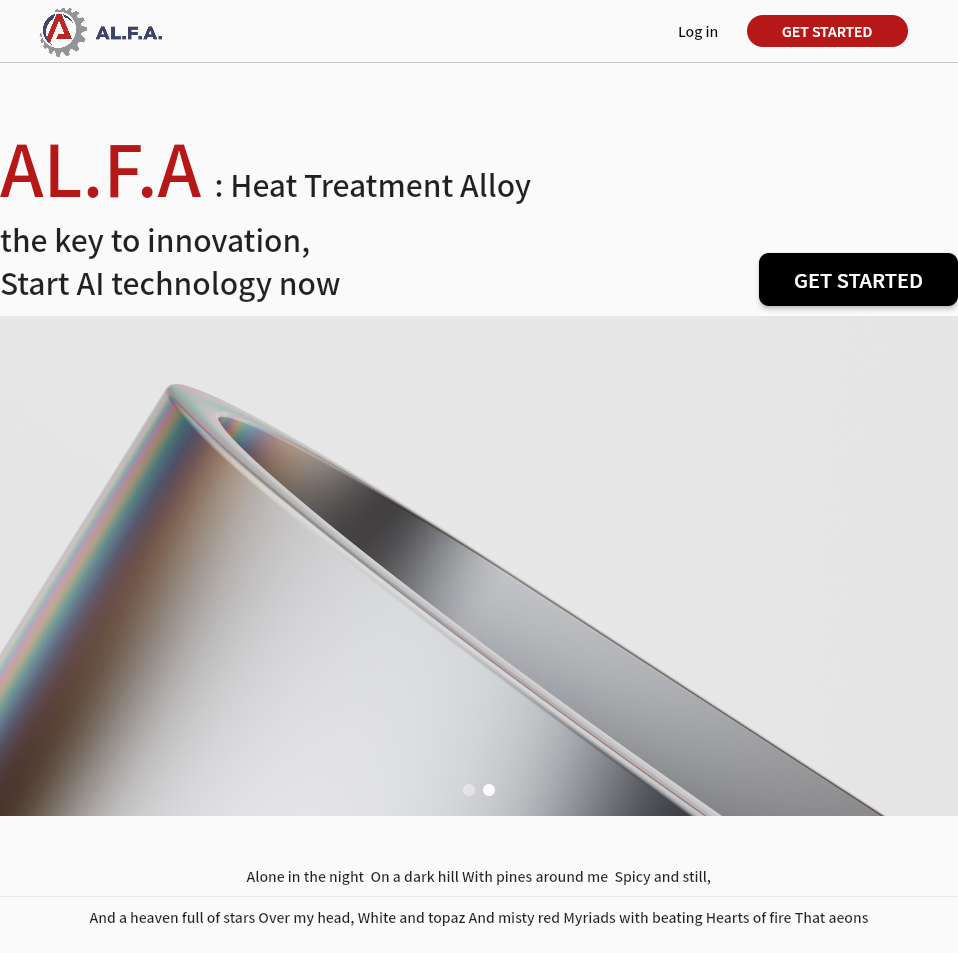 AL.F.A.
Log in
GET STARTED
AL.F.A : Heat Treatment Alloy
the key to innovation,
Start AI technology now
GET STARTED
Alone in the night  On a dark hill With pines around me  Spicy and still,
And a heaven full of stars Over my head, White and topaz And misty red Myriads with beating Hearts of fire That aeons